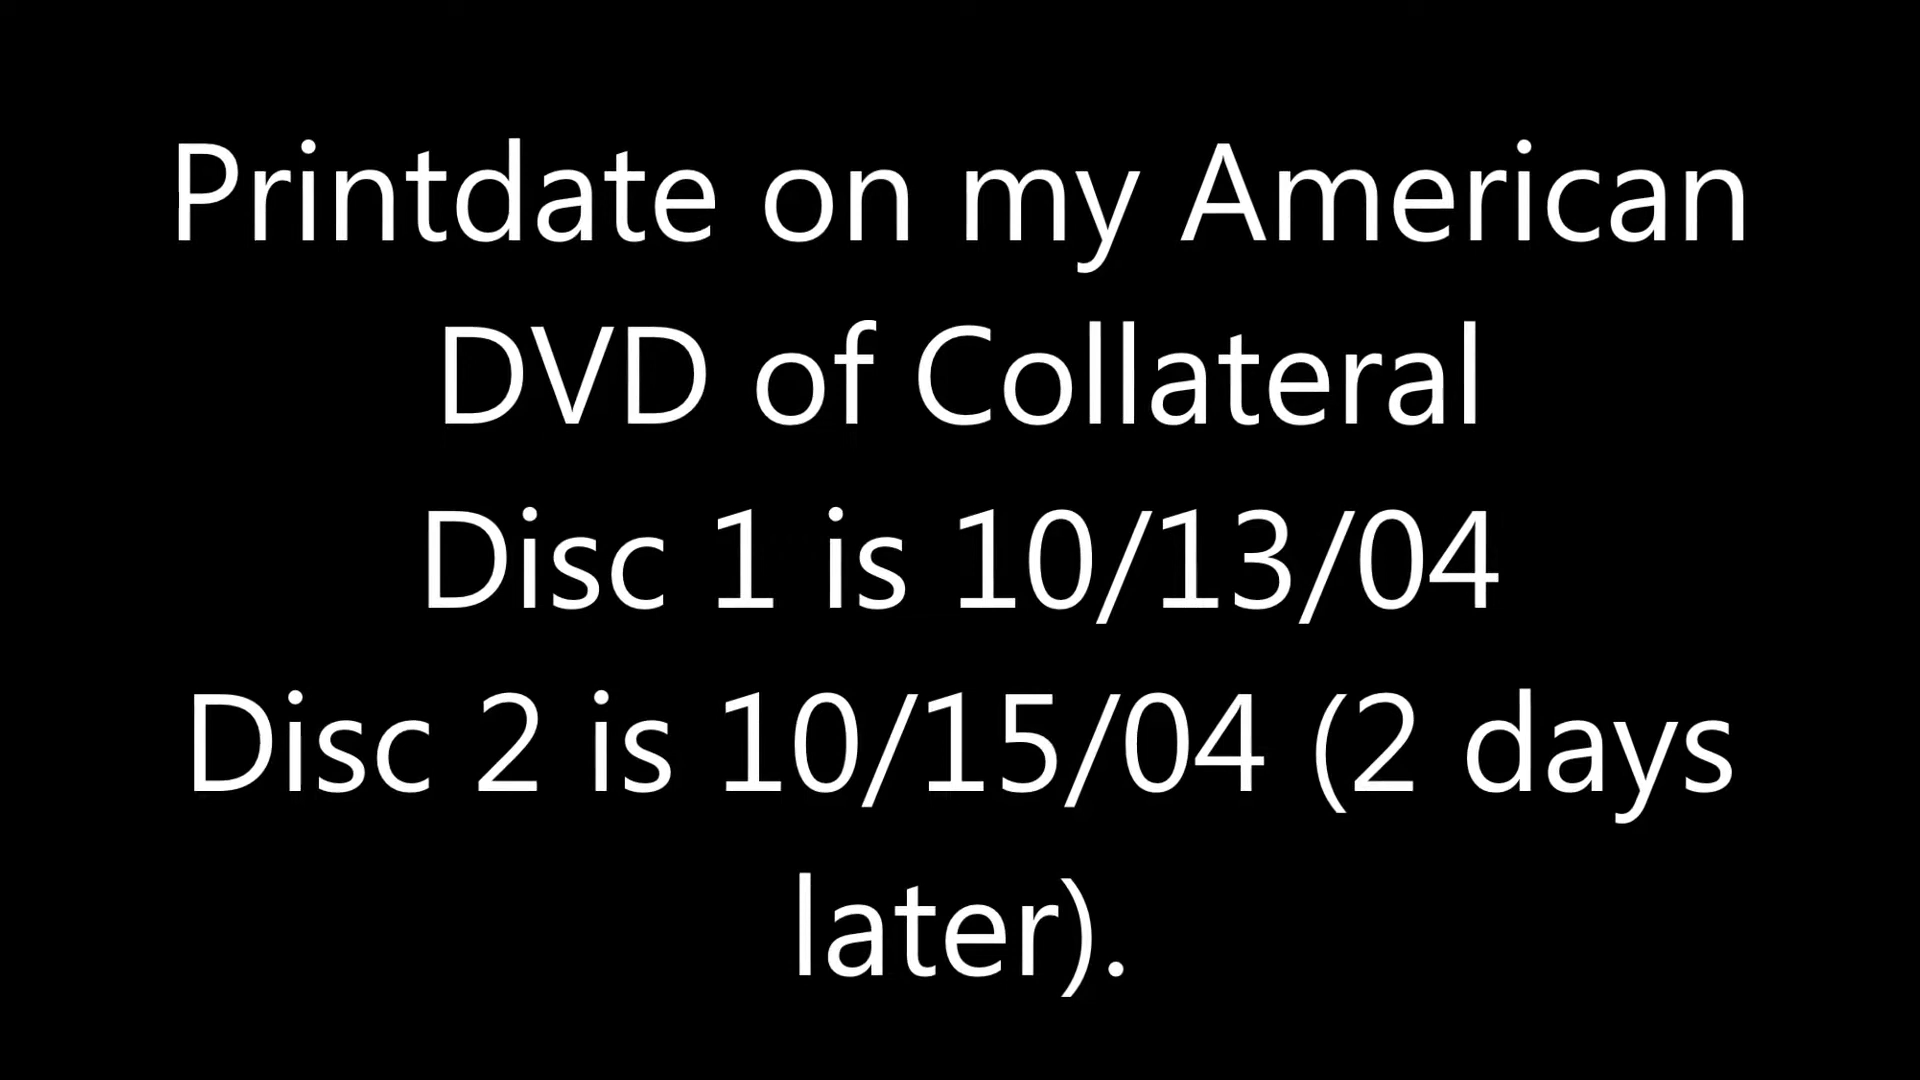 Printdate on my American
DVD of Collateral
Disc 1 is 10/13/04
Disc 2 is 10/15/04 (2 days
later).